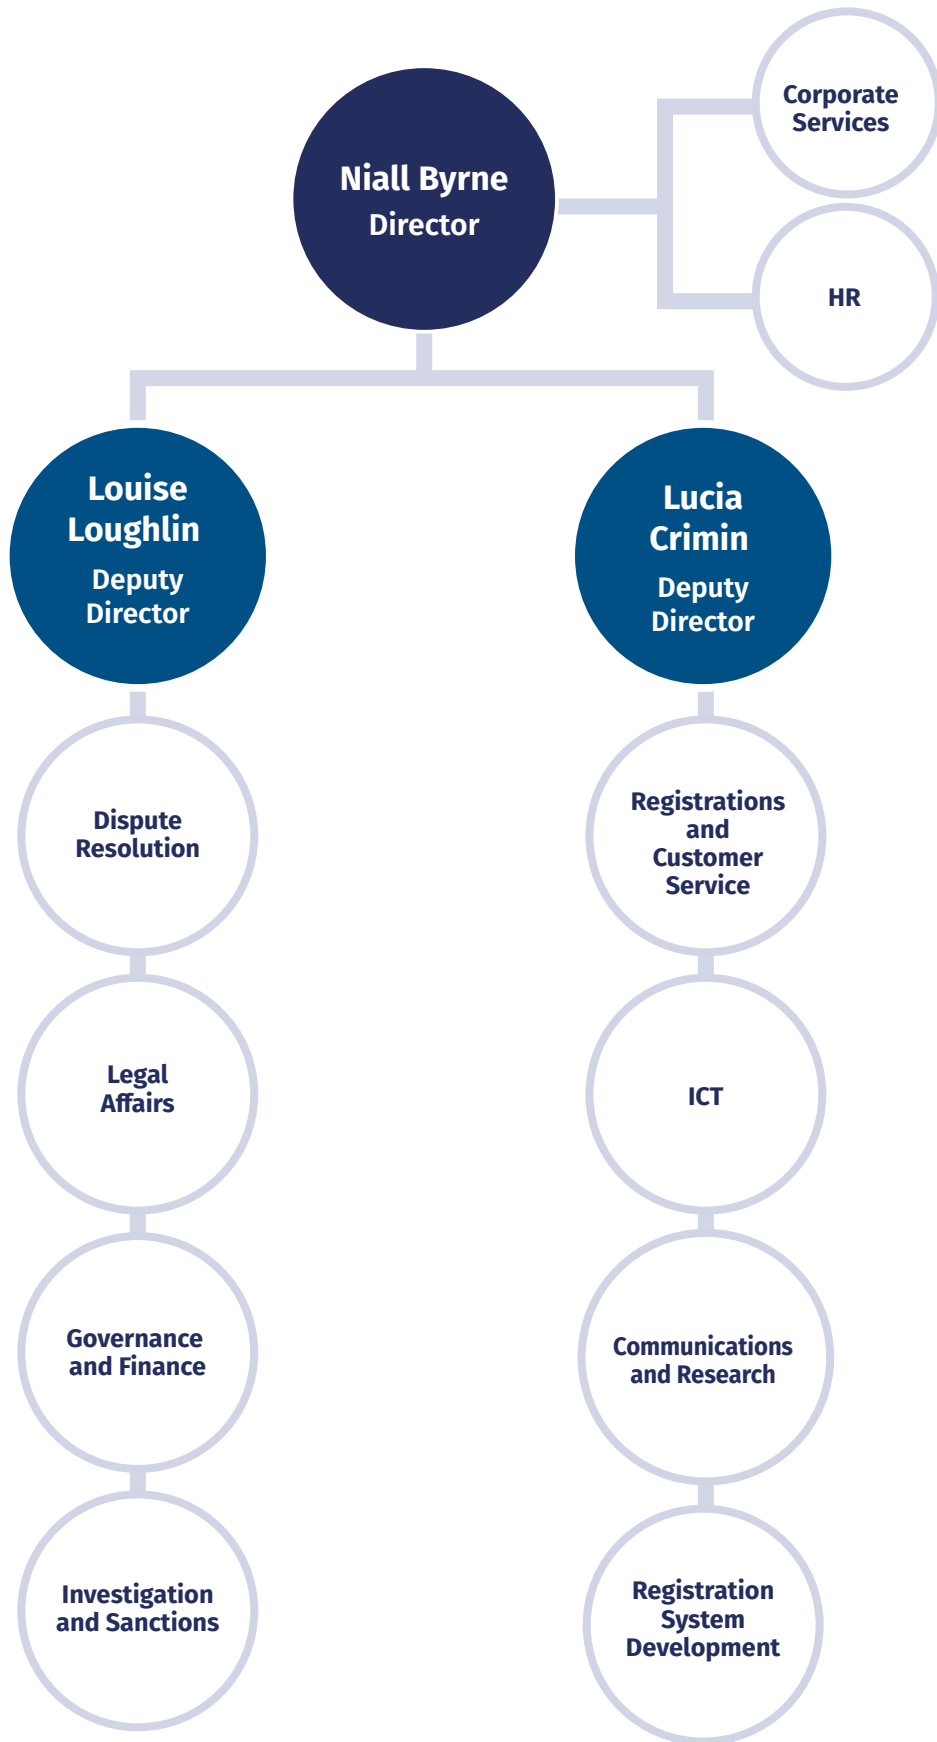 Corporate
Services
Niall Byrne
Director
HR
Louise
Loughlin
Deputy
Director
Lucia
Crimin
Deputy
Director
Dispute
Resolution
Registrations
and
Customer
Service
Legal
Affairs
ICT
Governance
and Finance
Communications
and Research
Investigation
and Sanctions
Registration
System
Development